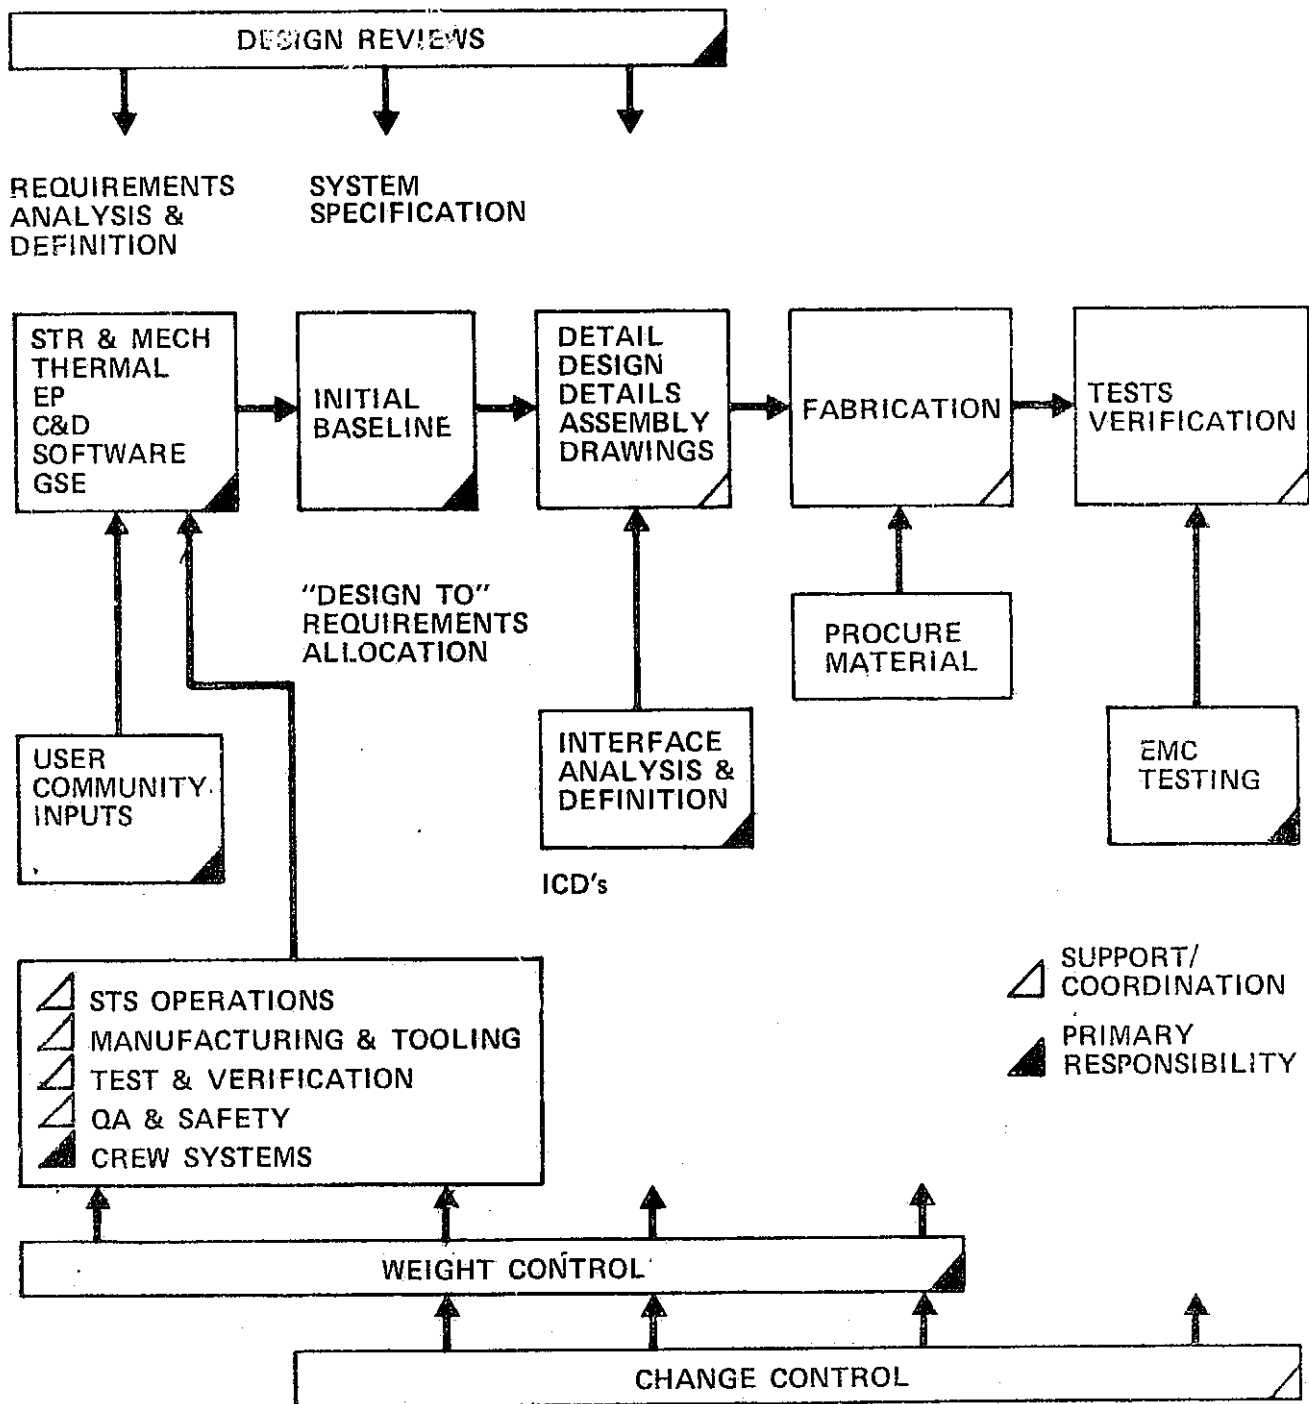 DESIGN REVIEWS
REQUIREMENTS
ANALYSIS &
DEFINITION
SYSTEM
SPECIFICATION
STR & MECH
THERMAL
EP
C&D
SOFTWARE
GSE
INITIAL
BASELINE
DETAIL
DESIGN
DETAILS
ASSEMBLY
DRAWINGS
FABRICATION
TESTS
VERIFICATION
"DESIGN TO"
REQUIREMENTS
ALLOCATION
PROCURE
MATERIAL
USER
COMMUNITY
INPUTS
INTERFACE
ANALYSIS &
DEFINITION
EMC
TESTING
ICD's
STS OPERATIONS
MANUFACTURING & TOOLING
TEST & VERIFICATION
QA & SAFETY
CREW SYSTEMS
SUPPORT/
COORDINATION
PRIMARY
RESPONSIBILITY
WEIGHT CONTROL
CHANGE CONTROL